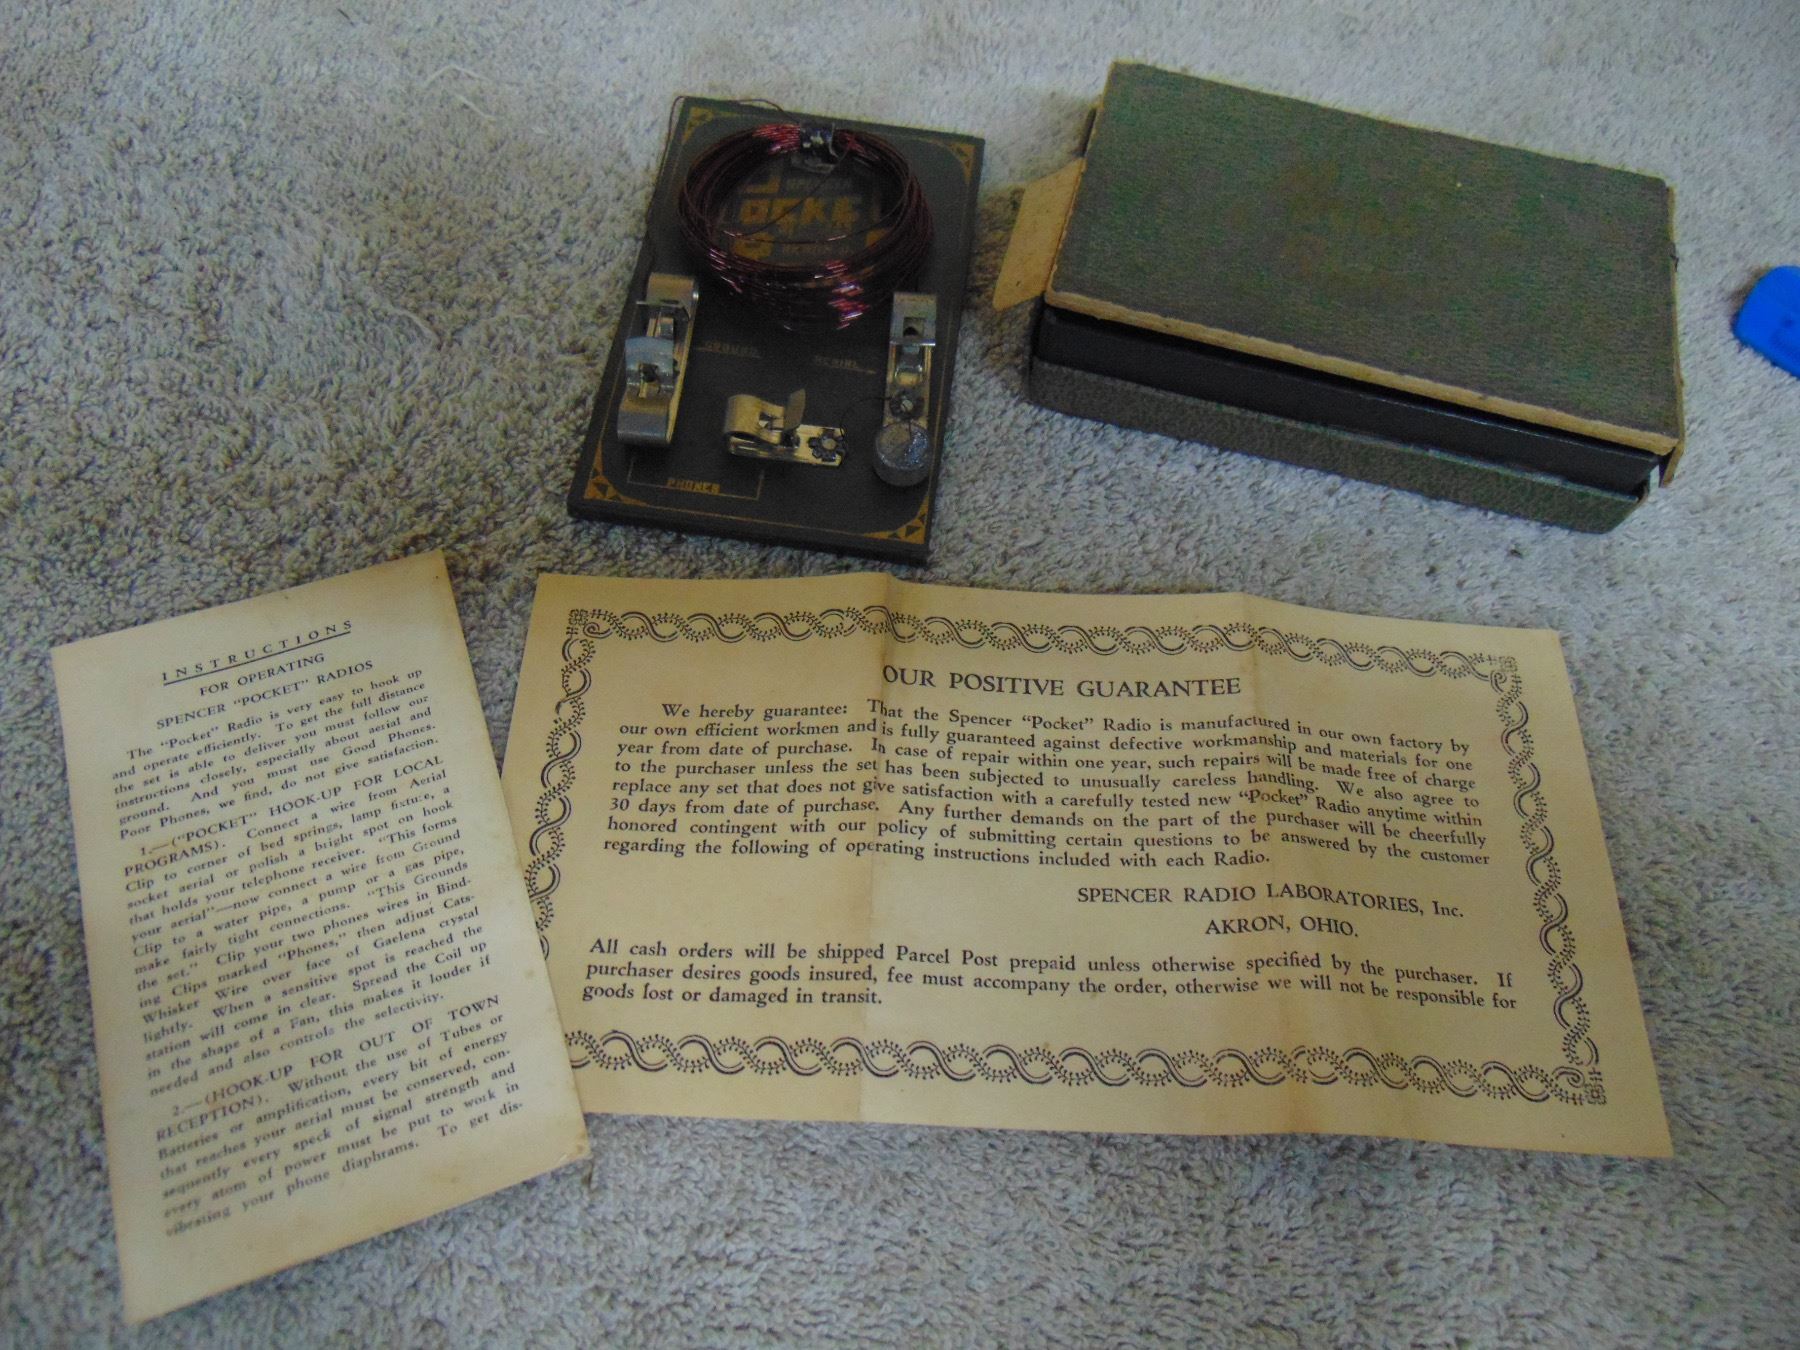 SPENCER
POCKE
GROUND
AERIAL
PHONES
INSTRUCTIONS
FOR OPERATING
SPENCER "POCKET" RADIOS
The "Pocket" Radio is very easy to hook up
and operate efficiently. To get the full distance
the set is able to deliver you must follow our
instructions closely, especially about aerial and
ground. And you must use Good Phones.
Poor Phones, we find, do not give satisfaction.
1.—("POCKET" HOOK-UP FOR LOCAL
PROGRAMS). Connect a wire from Aerial
Clip to corner of bed springs, lamp fixture, a
socket aerial or polish a bright spot on hook
that holds your telephone receiver. "This forms
your aerial"—now connect a wire from Ground
Clip to a water pipe, a pump or a gas pipe,
make fairly tight connections. "This Grounds
the set." Clip your two phones wires in Bind-
ing Clips marked "Phones," then adjust Cats-
Whisker Wire over face of Gaelena crystal
lightly. When a sensitive spot is reached the
station will come in clear. Spread the Coil up
in the shape of a Fan, this makes it louder if
needed and also controls the selectivity.
2.—(HOOK-UP FOR OUT OF TOWN
RECEPTION). Without the use of Tubes or
Batteries or amplification, every bit of energy
that reaches your aerial must be conserved, con-
sequently every speck of signal strength and
every atom of power must be put to work in
vibrating your phone diaphrams. To get dis-
OUR POSITIVE GUARANTEE
We hereby guarantee: That the Spencer "Pocket" Radio is manufactured in our own factory by
our own efficient workmen and is fully guaranteed against defective workmanship and materials for one
year from date of purchase. In case of repair within one year, such repairs will be made free of charge
to the purchaser unless the set has been subjected to unusually careless handling. We also agree to
replace any set that does not give satisfaction with a carefully tested new "Pocket" Radio anytime within
30 days from date of purchase. Any further demands on the part of the purchaser will be cheerfully
honored contingent with our policy of submitting certain questions to be answered by the customer
regarding the following of operating instructions included with each Radio.
SPENCER RADIO LABORATORIES, Inc.
AKRON, OHIO.
All cash orders will be shipped Parcel Post prepaid unless otherwise specified by the purchaser. If
purchaser desires goods insured, fee must accompany the order, otherwise we will not be responsible for
goods lost or damaged in transit.